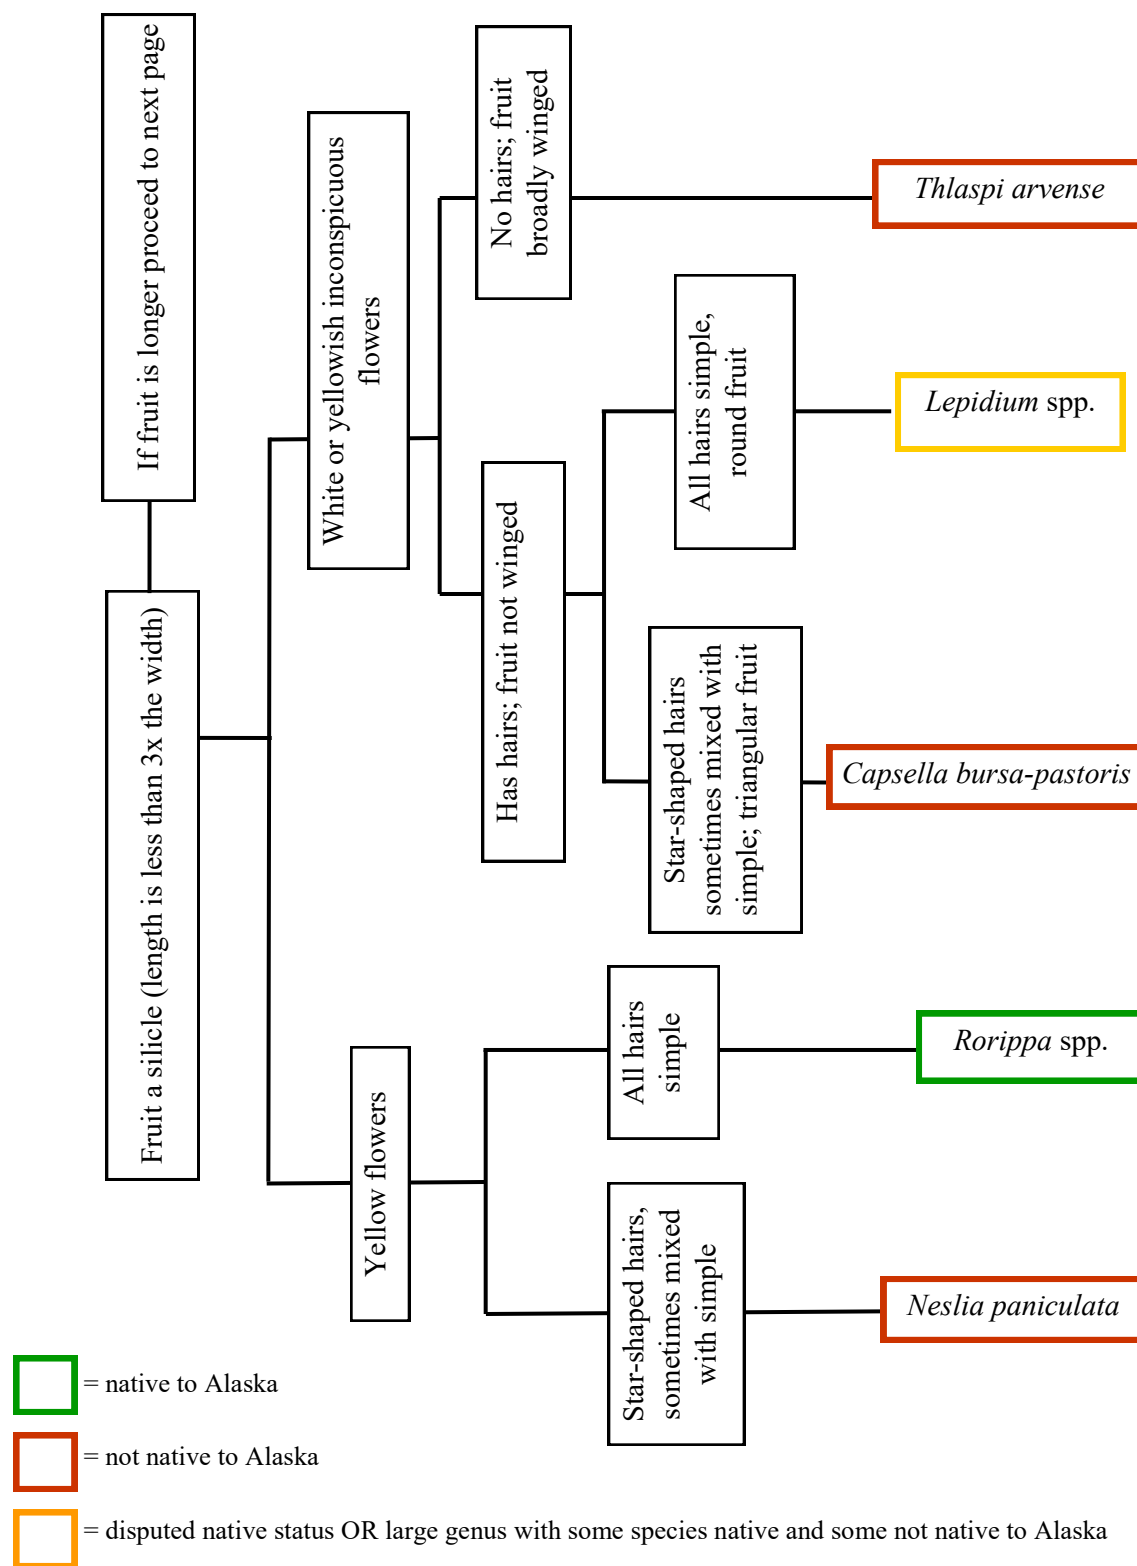 If fruit is longer proceed to next page
Fruit a silicle (length is less than 3x the width)
White or yellowish inconspicuous
flowers
No hairs; fruit
broadly winged
Thlaspi arvense
Has hairs; fruit not winged
All hairs simple,
round fruit
Lepidium spp.
Star-shaped hairs
sometimes mixed with
simple; triangular fruit
Capsella bursa-pastoris
Yellow flowers
All hairs
simple
Rorippa spp.
Star-shaped hairs,
sometimes mixed
with simple
Neslia paniculata
= native to Alaska
= not native to Alaska
= disputed native status OR large genus with some species native and some not native to Alaska